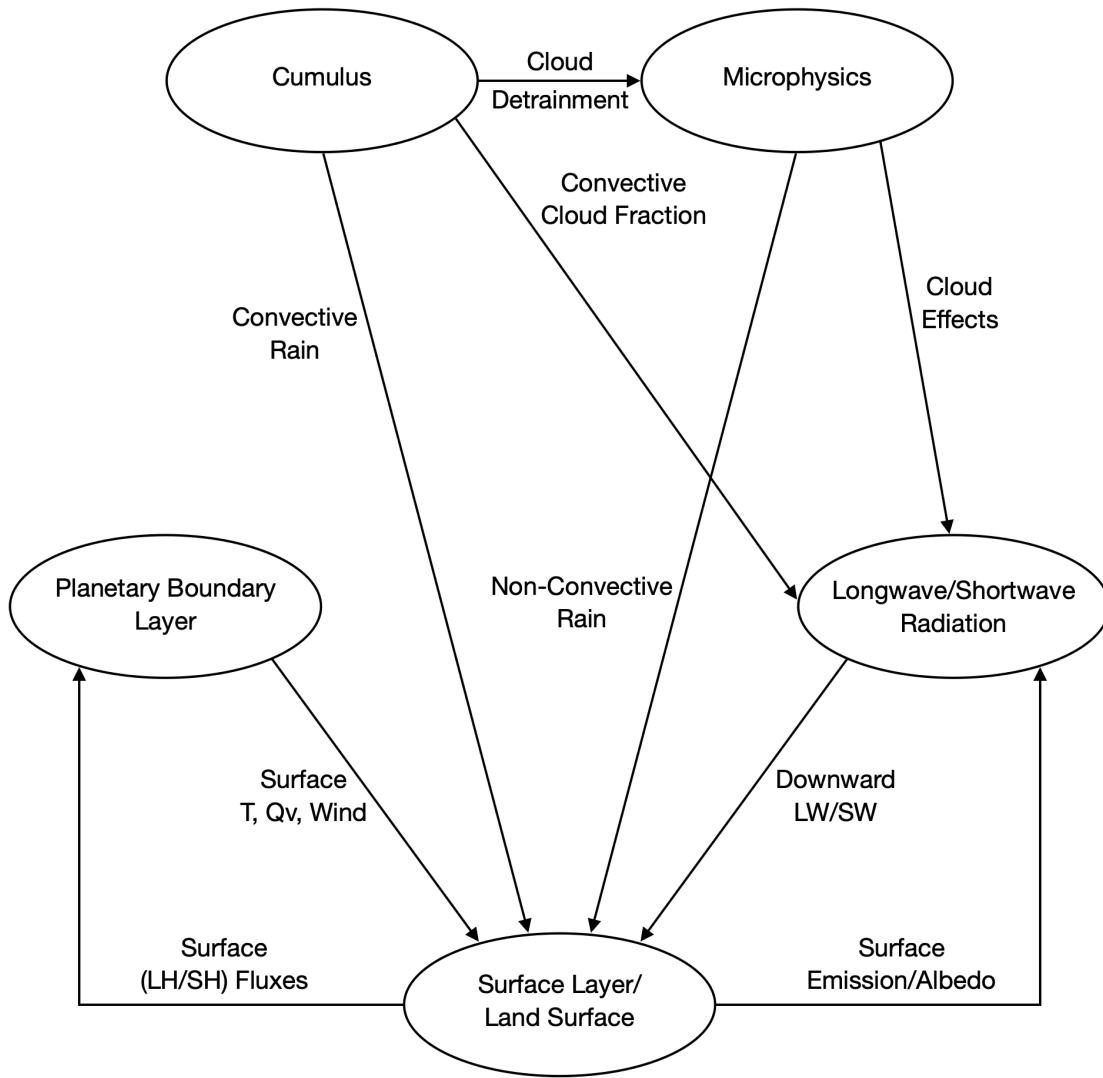 Cumulus
Cloud
Detrainment
Microphysics
Convective
Cloud Fraction
Cloud
Effects
Convective
Rain
Planetary Boundary
Layer
Non-Convective
Rain
Longwave/Shortwave
Radiation
Surface
T, Qv, Wind
Downward
LW/SW
Surface
(LH/SH) Fluxes
Surface Layer/
Land Surface
Surface
Emission/Albedo